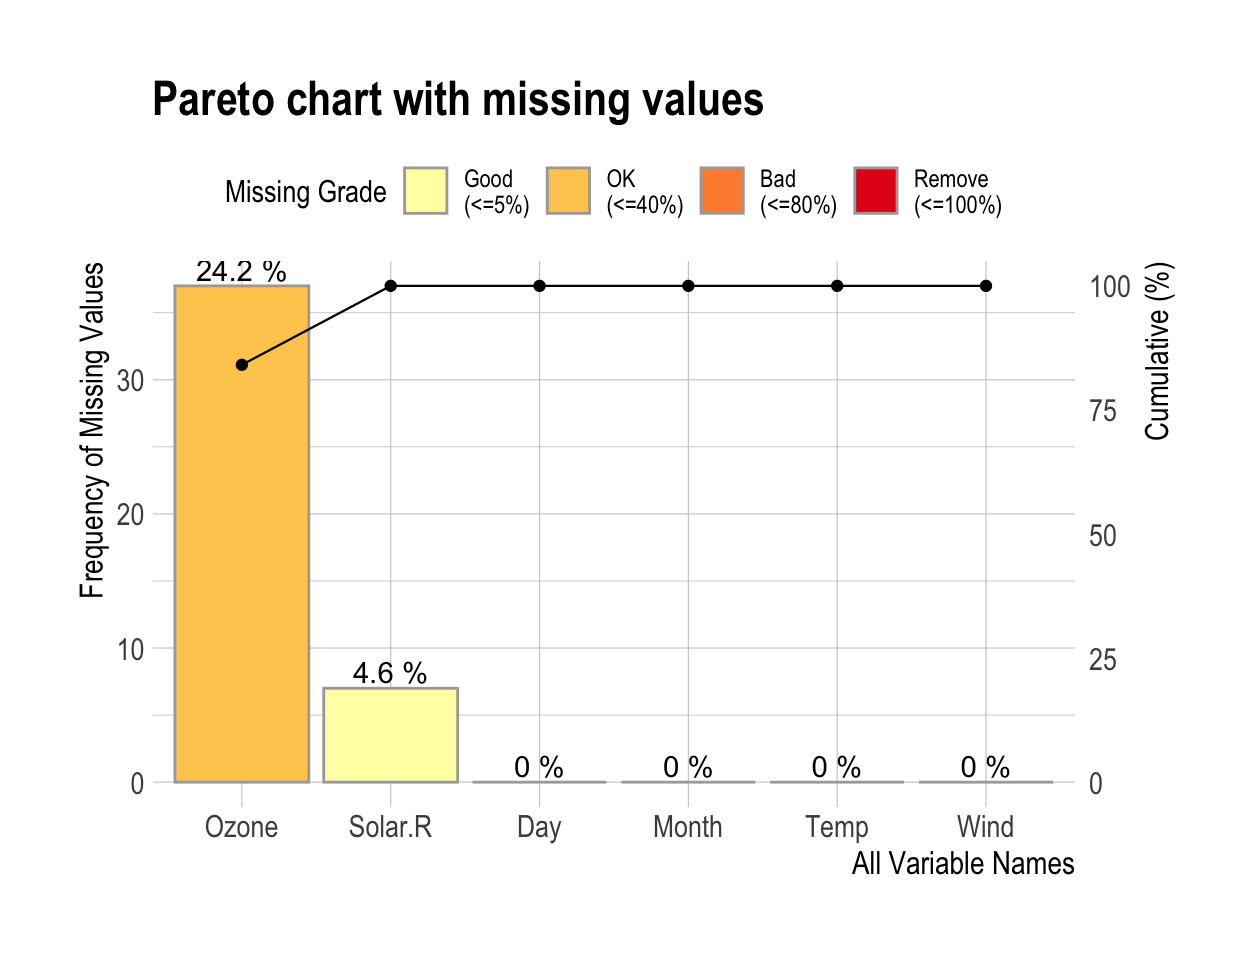 Pareto chart with missing values
Missing Grade
Good
(<=5%)
OK
(<=40%)
Bad
(<=80%)
Remove
(<=100%)
Frequency of Missing Values
30
20
10
0
24.2 %
4.6 %
0 %
0 %
0 %
0 %
100
75
50
25
0
Cumulative (%)
Ozone
Solar.R
Day
Month
Temp
Wind
All Variable Names